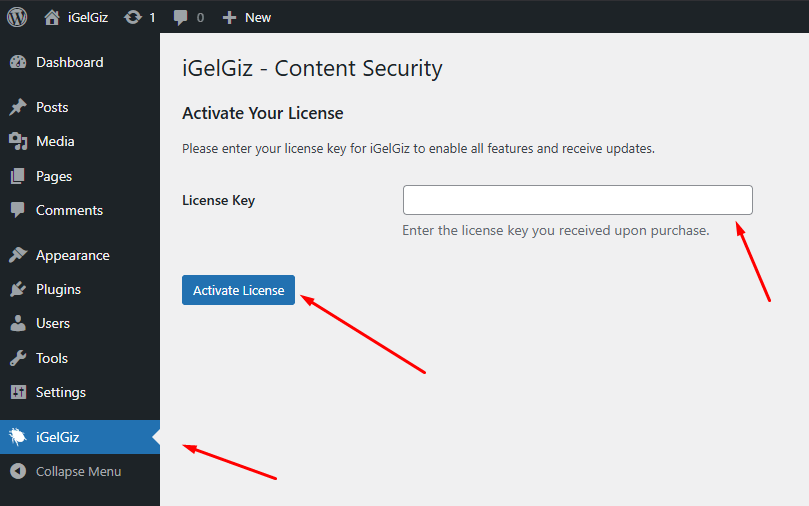 iGelGiz 1 0 New
Dashboard
Posts
Media
Pages
Comments
Appearance
Plugins
Users
Tools
Settings
iGelGiz
Collapse Menu
iGelGiz - Content Security
Activate Your License
Please enter your license key for iGelGiz to enable all features and receive updates.
License Key
Enter the license key you received upon purchase.
Activate License